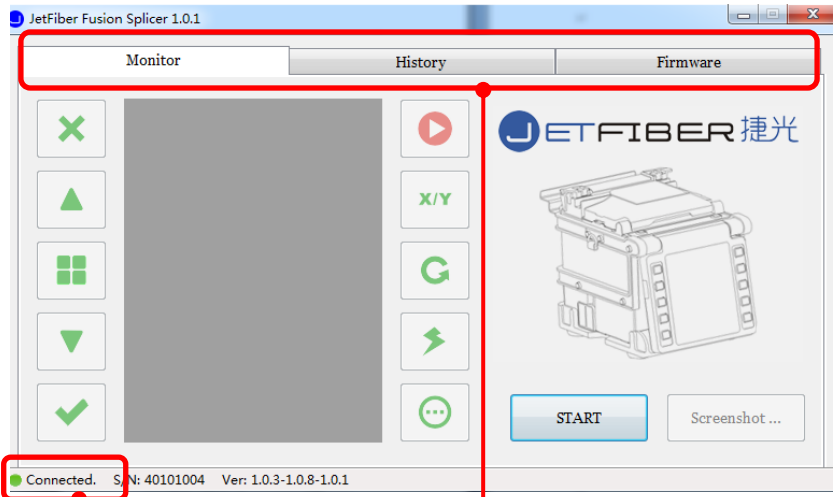 JetFiber Fusion Splicer 1.0.1
Monitor History Firmware
JETFIBER捷光
X/Y
START Screenshot ...
Connected. S/N: 40101004 Ver: 1.0.3-1.0.8-1.0.1